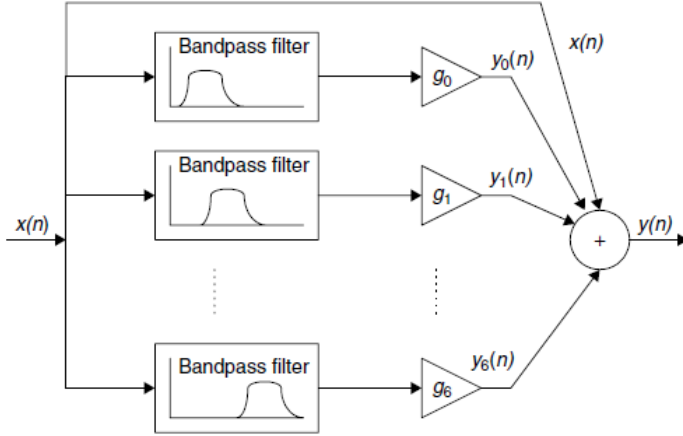 Bandpass filter
g0
y0(n)
x(n)
Bandpass filter
g1
y1(n)
x(n)
+
y(n)
Bandpass filter
g6
y6(n)